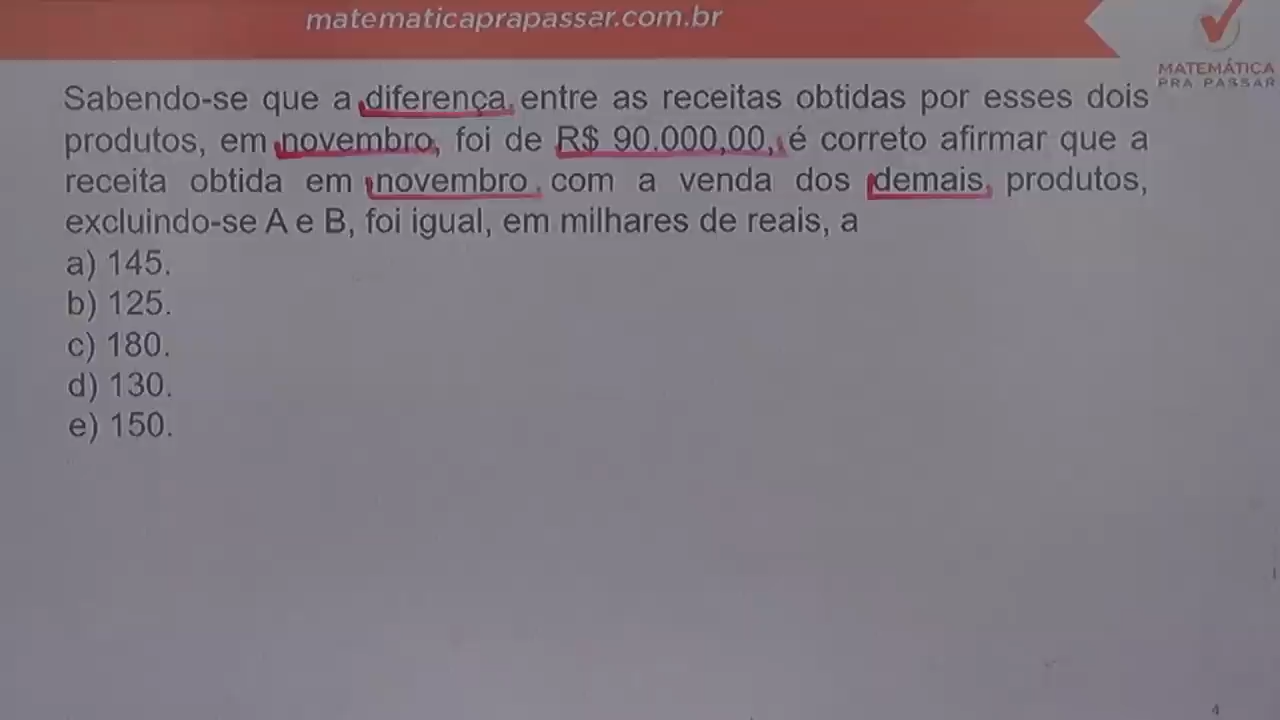 matematicaprapassar.com.br
MATEMÁTICA
PRA PASSAR
Sabendo-se que a diferença entre as receitas obtidas por esses dois
produtos, em novembro, foi de R$ 90.000,00, é correto afirmar que a
receita obtida em novembro com a venda dos demais produtos,
excluindo-se A e B, foi igual, em milhares de reais, a
a) 145.
b) 125.
c) 180.
d) 130.
e) 150.
4